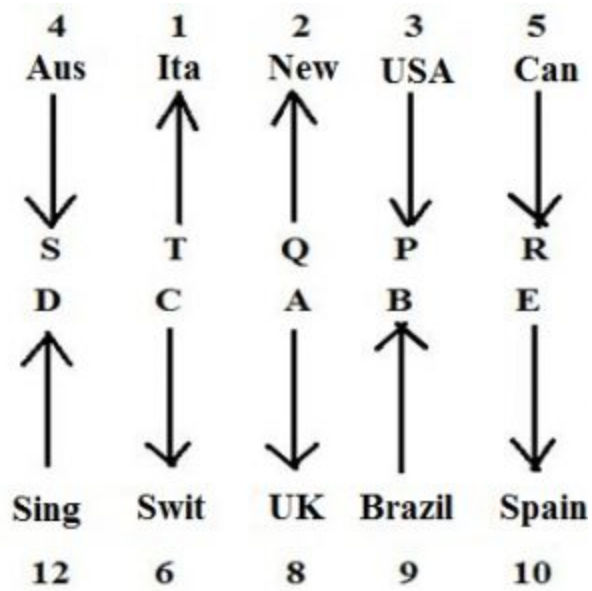 4 1 2 3 5
Aus Ita New USA Can
S T Q P R
D C A B E
Sing Swit UK Brazil Spain
12 6 8 9 10